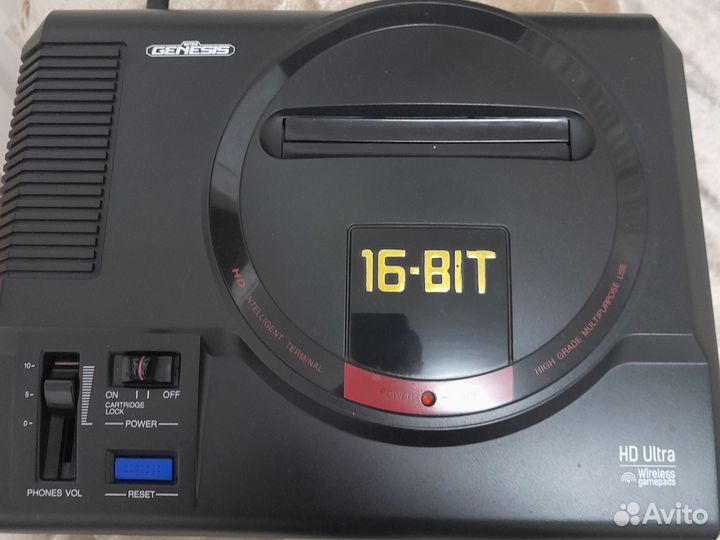 RETRO
GENESIS
16-BIT
HD INTELLIGENT TERMINAL
HIGH GRADE MULTIPURPOSE USE
POWER
10
5
0
ON OFF
CARTRIDGE
LOCK
POWER
PHONES VOL
RESET
HD Ultra
Wireless
gamepads
Avito